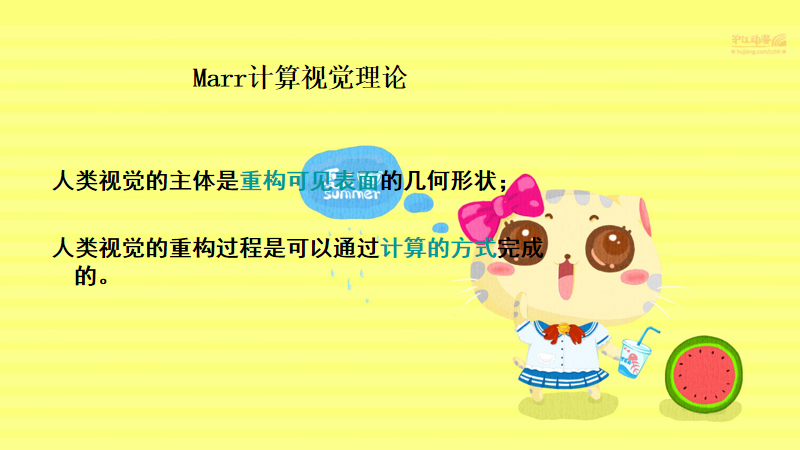 Marr计算视觉理论
人类视觉的主体是重构可见表面的几何形状；
summer
人类视觉的重构过程是可以通过计算的方式完成
的。